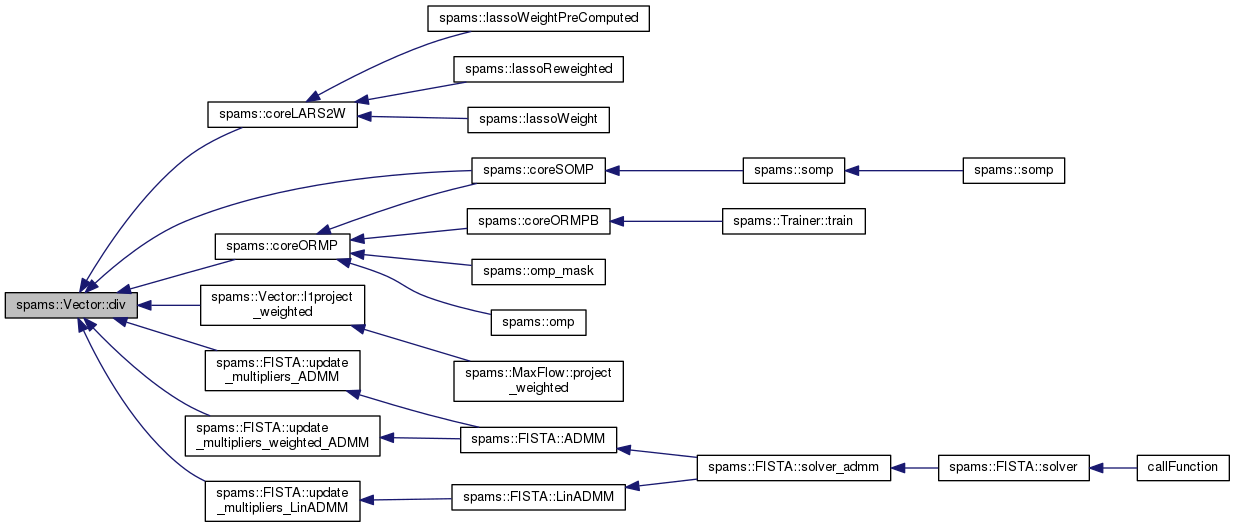 spams::lassoWeightPreComputed
spams::lassoReweighted
spams::coreLARS2W
spams::lassoWeight
spams::coreSOMP
spams::somp
spams::somp
spams::coreORMPB
spams::Trainer::train
spams::coreORMP
spams::omp_mask
spams::Vector::div
spams::Vector::l1project
_weighted
spams::omp
spams::FISTA::update
_multipliers_ADMM
spams::MaxFlow::project
_weighted
spams::FISTA::update
_multipliers_weighted_ADMM
spams::FISTA::ADMM
spams::FISTA::solver_admm
spams::FISTA::solver
callFunction
spams::FISTA::update
_multipliers_LinADMM
spams::FISTA::LinADMM